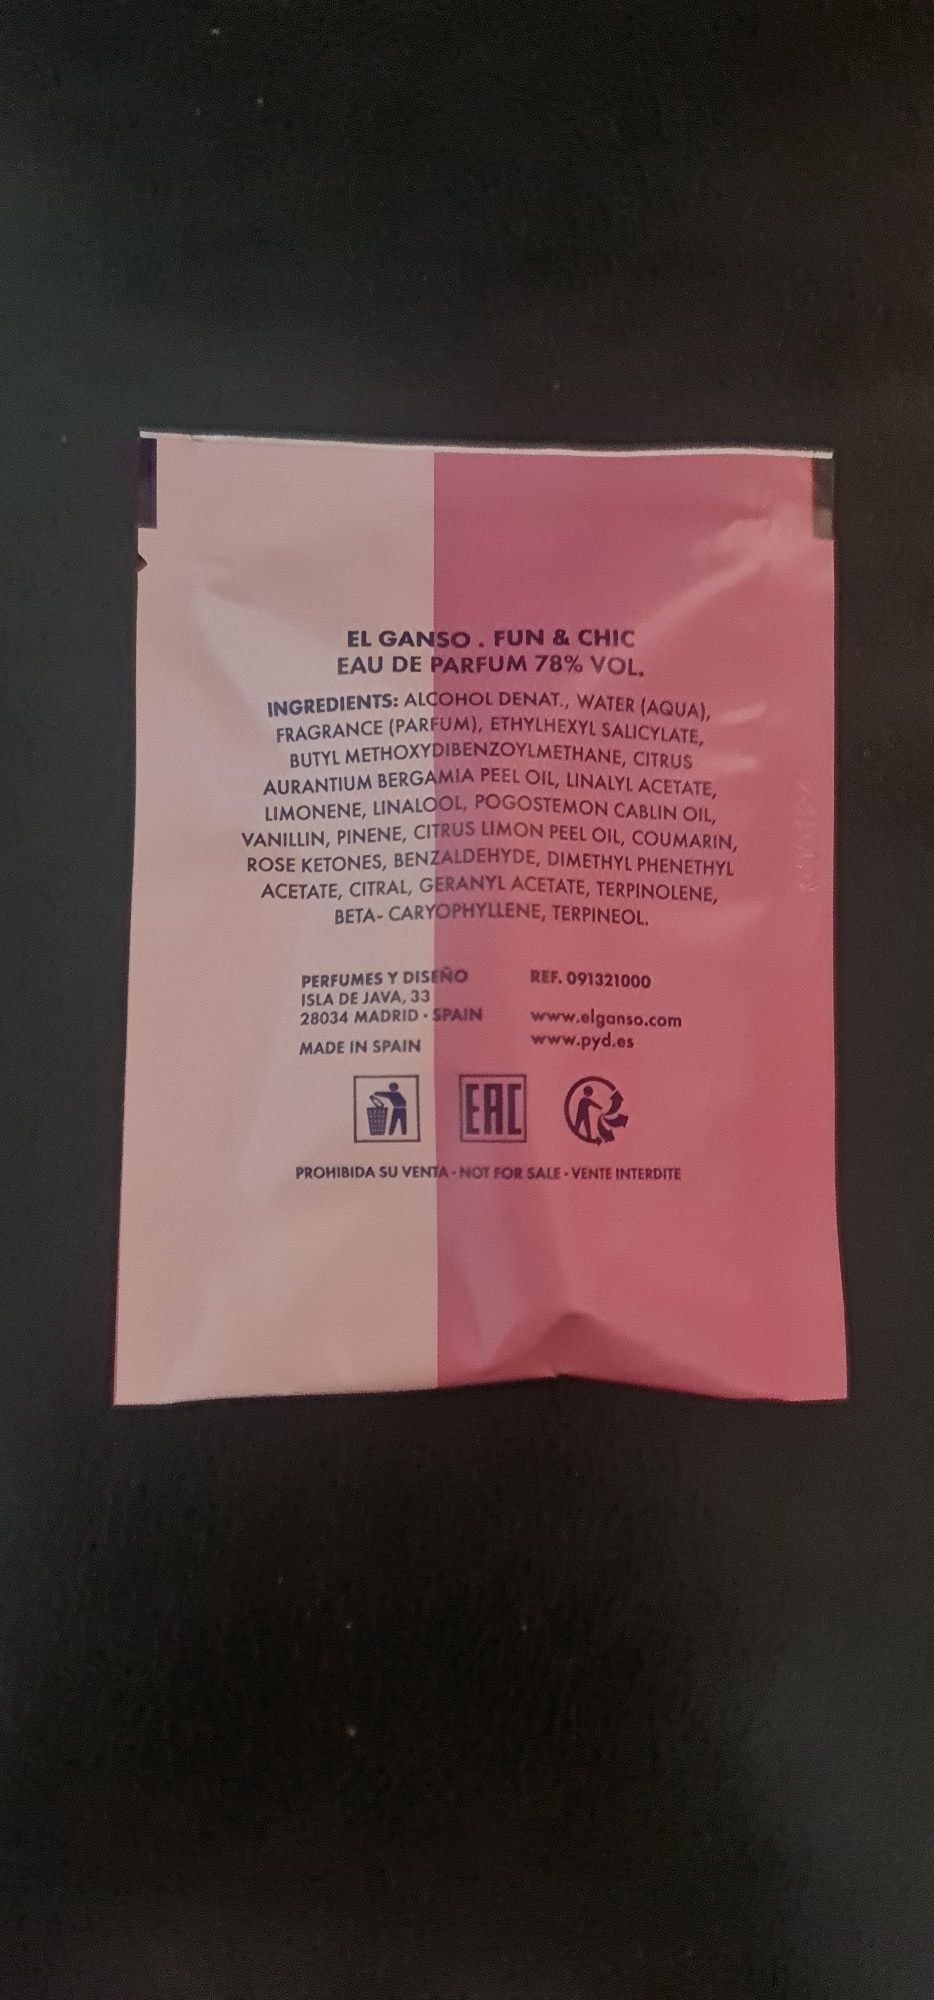 EL GANSO . FUN & CHIC
EAU DE PARFUM 78% VOL.
INGREDIENTS: ALCOHOL DENAT., WATER (AQUA),
FRAGRANCE (PARFUM), ETHYLHEXYL SALICYLATE,
BUTYL METHOXYDIBENZOYLMETHANE, CITRUS
AURANTIUM BERGAMIA PEEL OIL, LINALYL ACETATE,
LIMONENE, LINALOOL, POGOSTEMON CABLIN OIL,
VANILLIN, PINENE, CITRUS LIMON PEEL OIL, COUMARIN,
ROSE KETONES, BENZALDEHYDE, DIMETHYL PHENETHYL
ACETATE, CITRAL, GERANYL ACETATE, TERPINOLENE,
BETA- CARYOPHYLLENE, TERPINEOL.
PERFUMES Y DISEÑO
ISLA DE JAVA, 33
28034 MADRID · SPAIN
MADE IN SPAIN
REF. 091321000
www.elganso.com
www.pyd.es
EAC
PROHIBIDA SU VENTA · NOT FOR SALE · VENTE INTERDITE